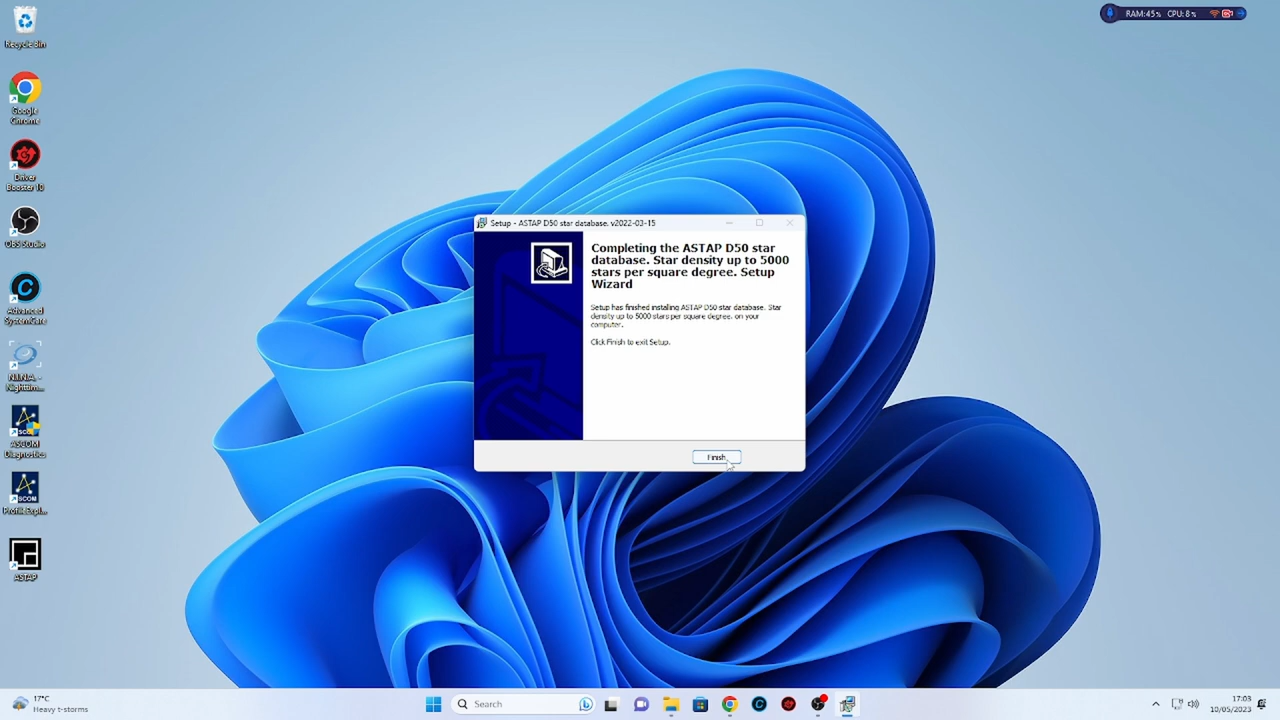 RAM:45% CPU:8%
Recycle Bin
Google
Chrome
Driver
Booster 10
OBS Studio
Advanced
SystemCare
N.I.N.A -
Nighttim...
ASCOM
Diagnostics
Profile Expl...
ASTAP
Setup - ASTAP D50 star database. v2022-03-15
Completing the ASTAP D50 star
database. Star density up to 5000
stars per square degree. Setup
Wizard
Setup has finished installing ASTAP D50 star database. Star
density up to 5000 stars per square degree. on your
computer.
Click Finish to exit Setup.
Finish
17°C
Heavy t-storms
Search
17:03
10/05/2023